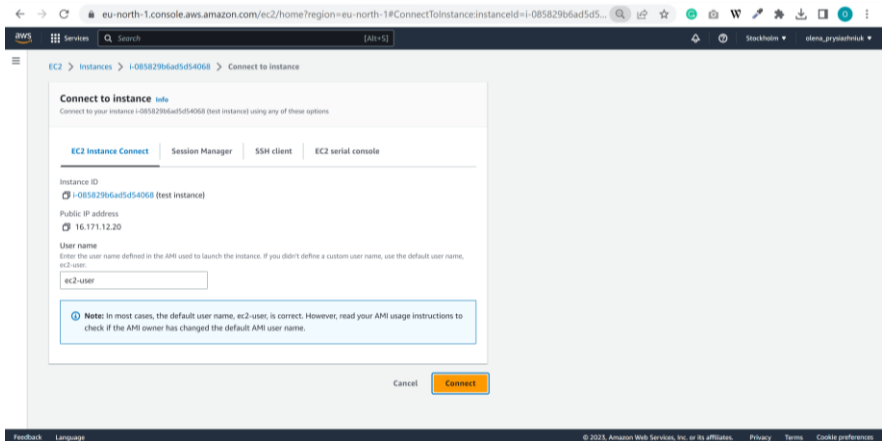 eu-north-1.console.aws.amazon.com/ec2/home?region=eu-north-1#ConnectToInstance:instanceId=i-085829b6ad5d5...
aws Services Search [Alt+S] Stockholm olena_prysiazhniuk
EC2 > Instances > i-085829b6ad5d54068 > Connect to instance
Connect to instance Info
Connect to your instance i-085829b6ad5d54068 (test instance) using any of these options
EC2 Instance Connect Session Manager SSH client EC2 serial console
Instance ID
i-085829b6ad5d54068 (test instance)
Public IP address
16.171.12.20
User name
Enter the user name defined in the AMI used to launch the instance. If you didn't define a custom user name, use the default user name,
ec2-user.
ec2-user
Note: In most cases, the default user name, ec2-user, is correct. However, read your AMI usage instructions to
check if the AMI owner has changed the default AMI user name.
Cancel Connect
Feedback Language © 2023, Amazon Web Services, Inc. or its affiliates. Privacy Terms Cookie preferences